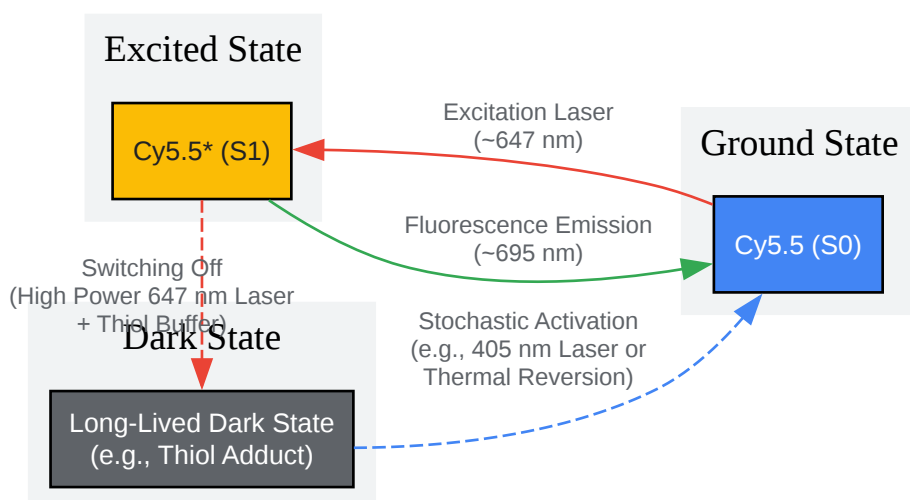 Excited State
Cy5.5* (S1)
Excitation Laser
(~647 nm)
Ground State
Cy5.5 (S0)
Fluorescence Emission
(~695 nm)
Switching Off
(High Power 647 nm Laser
+ Thiol Buffer)
Stochastic Activation
(e.g., 405 nm Laser or
Thermal Reversion)
Dark State
Long-Lived Dark State
(e.g., Thiol Adduct)